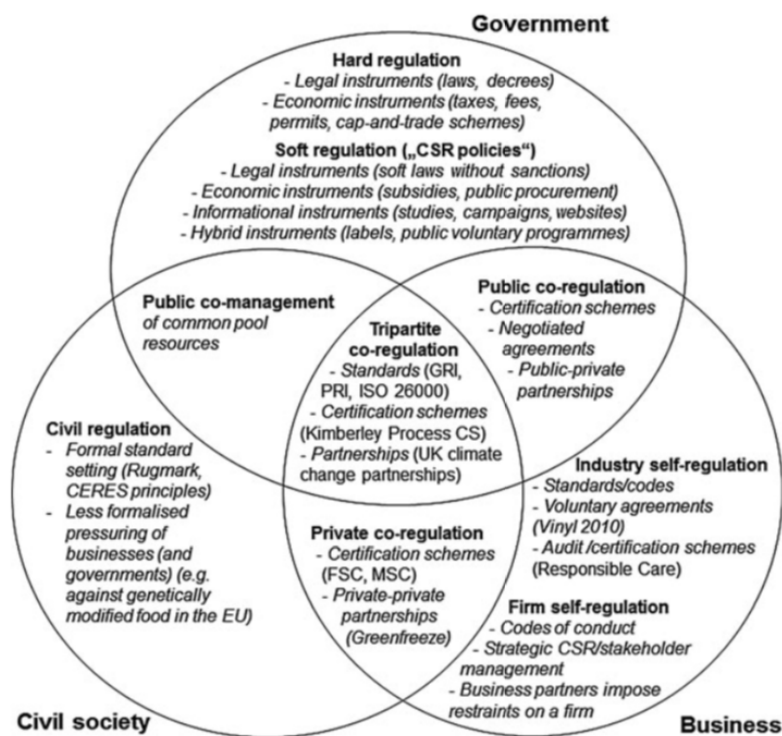 Government
Hard regulation
- Legal instruments (laws, decrees)
- Economic instruments (taxes, fees,
permits, cap-and-trade schemes)
Soft regulation („CSR policies“)
- Legal instruments (soft laws without sanctions)
- Economic instruments (subsidies, public procurement)
- Informational instruments (studies, campaigns, websites)
- Hybrid instruments (labels, public voluntary programmes)
Public co-management
of common pool
resources
Public co-regulation
- Certification schemes
- Negotiated
agreements
- Public-private
partnerships
Tripartite
co-regulation
- Standards (GRI,
PRI, ISO 26000)
- Certification schemes
(Kimberley Process CS)
- Partnerships (UK climate
change partnerships)
Civil regulation
- Formal standard
setting (Rugmark,
CERES principles)
- Less formalised
pressuring of
businesses (and
governments) (e.g.
against genetically
modified food in the EU)
Industry self-regulation
- Standards/codes
- Voluntary agreements
(Vinyl 2010)
- Audit/certification schemes
(Responsible Care)
Private co-regulation
- Certification schemes
(FSC, MSC)
- Private-private
partnerships
(Greenfreeze)
Firm self-regulation
- Codes of conduct
- Strategic CSR/stakeholder
management
- Business partners impose
restraints on a firm
Civil society
Business